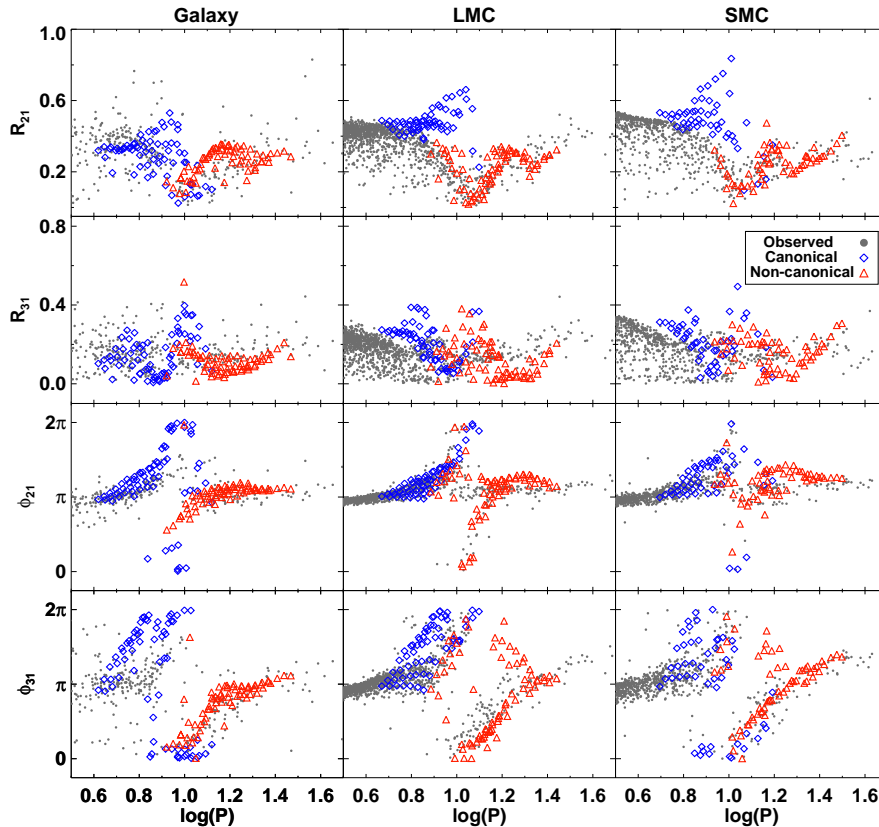 Galaxy LMC SMC
1.0
0.6
0.2
R21
0.8
0.4
0.0
R31
Observed
Canonical
Non-canonical
2π
π
0
ϕ21
2π
π
0
ϕ31
0.6 0.8 1.0 1.2 1.4 1.6 0.6 0.8 1.0 1.2 1.4 1.6 0.6 0.8 1.0 1.2 1.4 1.6
log(P) log(P) log(P)